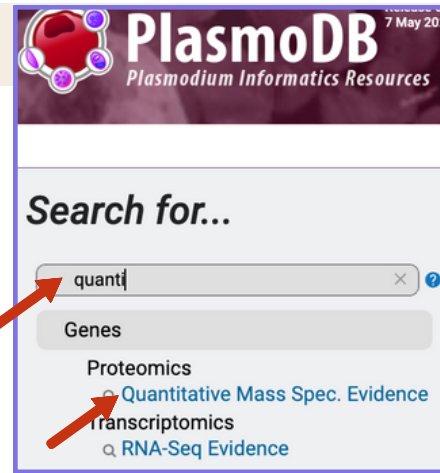 7 May 20
PlasmoDB
Plasmodium Informatics Resources
Search for...
quanti
Genes
Proteomics
Quantitative Mass Spec. Evidence
Transcriptomics
RNA-Seq Evidence